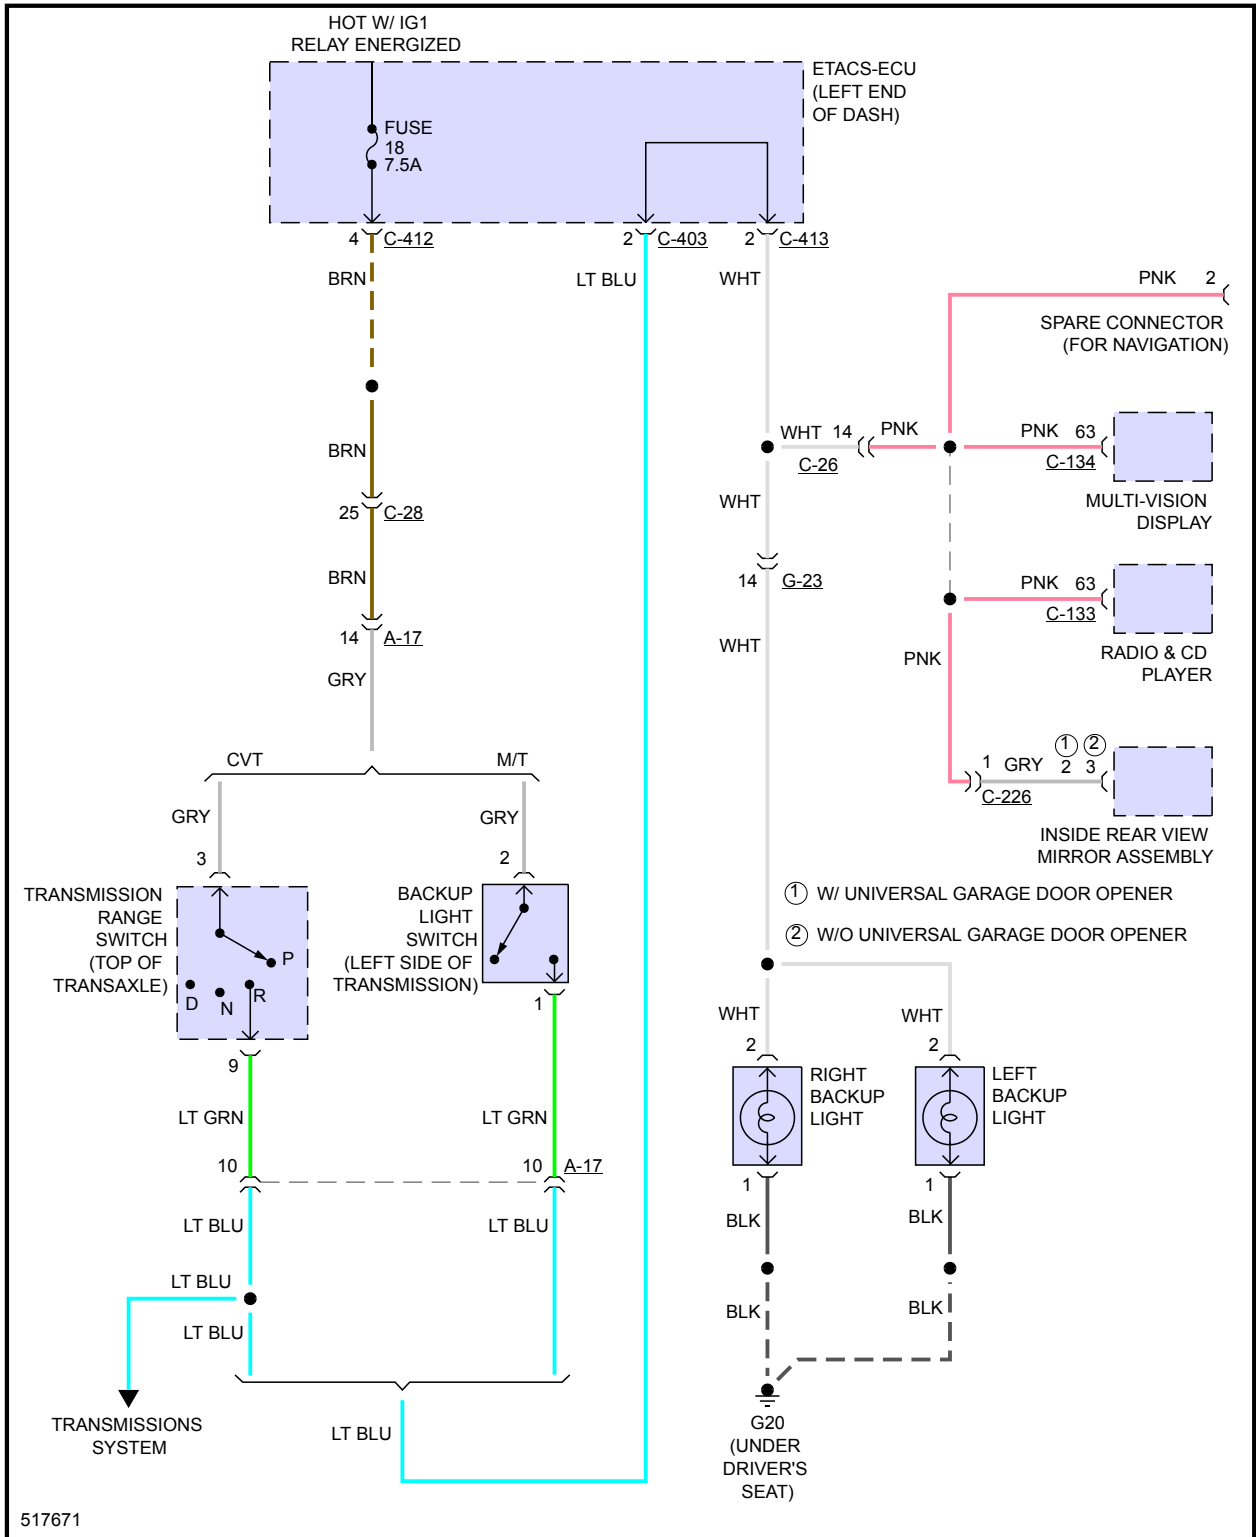 HOT W/ IG1
RELAY ENERGIZED
ETACS-ECU
(LEFT END
OF DASH)
FUSE
18
7.5A
4 C-412
2 C-403
2 C-413
BRN
LT BLU
WHT
PNK 2
SPARE CONNECTOR
(FOR NAVIGATION)
BRN
WHT 14
PNK
C-26
PNK 63
C-134
MULTI-VISION
DISPLAY
25 C-28
WHT
BRN
14 G-23
PNK 63
C-133
RADIO & CD
PLAYER
14 A-17
WHT
PNK
GRY
CVT
M/T
1 GRY
1 2
2 3
C-226
INSIDE REAR VIEW
MIRROR ASSEMBLY
GRY
GRY
3
2
TRANSMISSION
RANGE
SWITCH
(TOP OF
TRANSAXLE)
P
D
N
R
BACKUP
LIGHT
SWITCH
(LEFT SIDE OF
TRANSMISSION)
1 W/ UNIVERSAL GARAGE DOOR OPENER
2 W/O UNIVERSAL GARAGE DOOR OPENER
9
1
WHT
WHT
2
2
RIGHT
BACKUP
LIGHT
LEFT
BACKUP
LIGHT
LT GRN
LT GRN
10
10 A-17
1
1
LT BLU
LT BLU
BLK
BLK
LT BLU
LT BLU
BLK
BLK
TRANSMISSIONS
SYSTEM
LT BLU
G20
(UNDER
DRIVER'S
SEAT)
517671